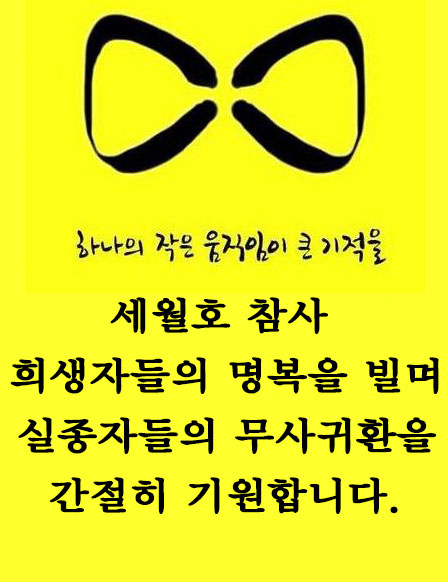 하나의 작은 움직임이 큰 기적을
세월호 참사
희생자들의 명복을 빌며
실종자들의 무사귀환을
간절히 기원합니다.